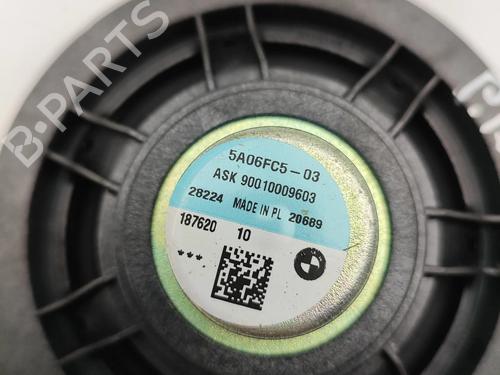 B-PARTS
5A06FC5-03
ASK 90010009603
28224 MADE IN PL 20689
187620 10
***